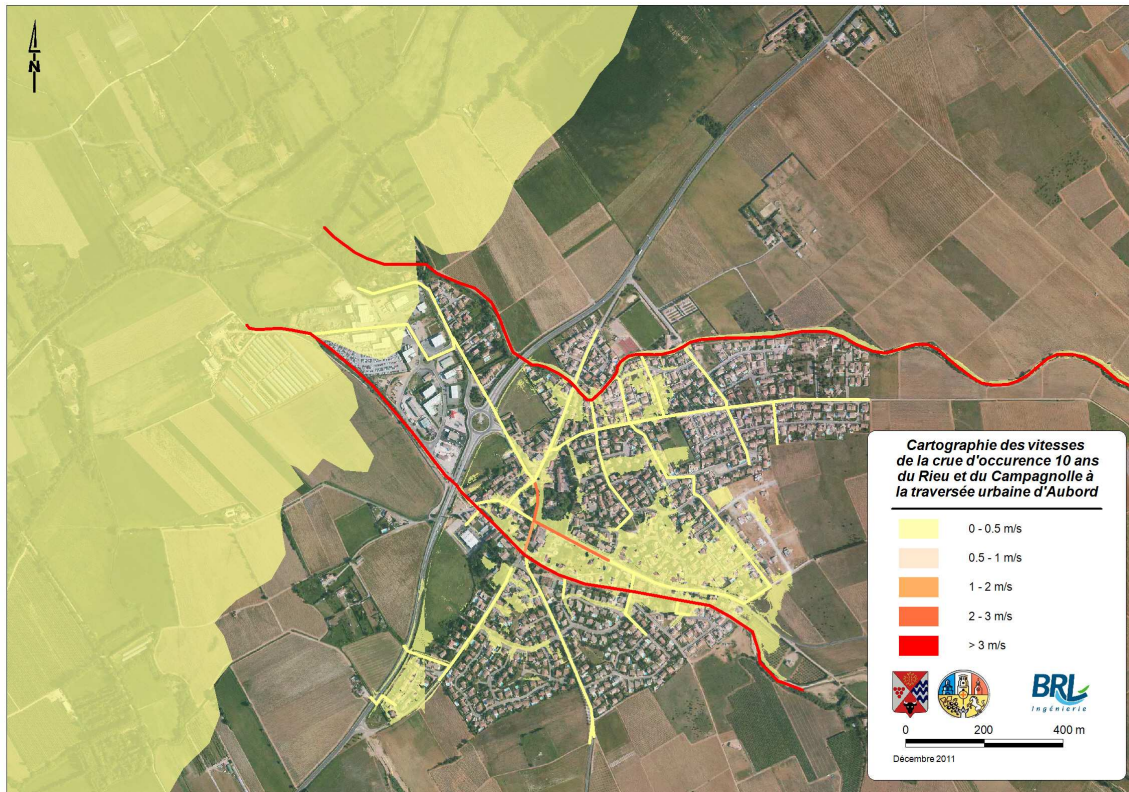 N
Cartographie des vitesses
de la crue d'occurence 10 ans
du Rieu et du Campagnolle à
la traversée urbaine d'Aubord
0 - 0.5 m/s
0.5 - 1 m/s
1 - 2 m/s
2 - 3 m/s
> 3 m/s
BRL
Ingénierie
0 200 400 m
Décembre 2011